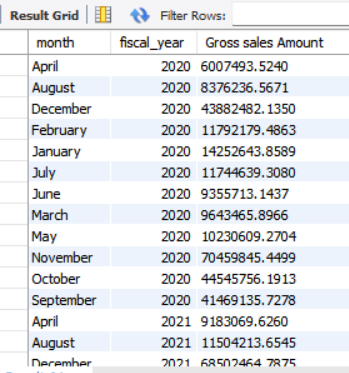 Result Grid Filter Rows:
month fiscal_year Gross sales Amount
April 2020 6007493.5240
August 2020 8376236.5671
December 2020 43882482.1350
February 2020 11792179.4863
January 2020 14252643.8589
July 2020 11744639.3080
June 2020 9355713.1437
March 2020 9643465.8966
May 2020 10230609.2704
November 2020 70459845.4499
October 2020 44545756.1913
September 2020 41469135.7278
April 2021 9183069.6260
August 2021 11504213.6545
December 2021 68502464.7875